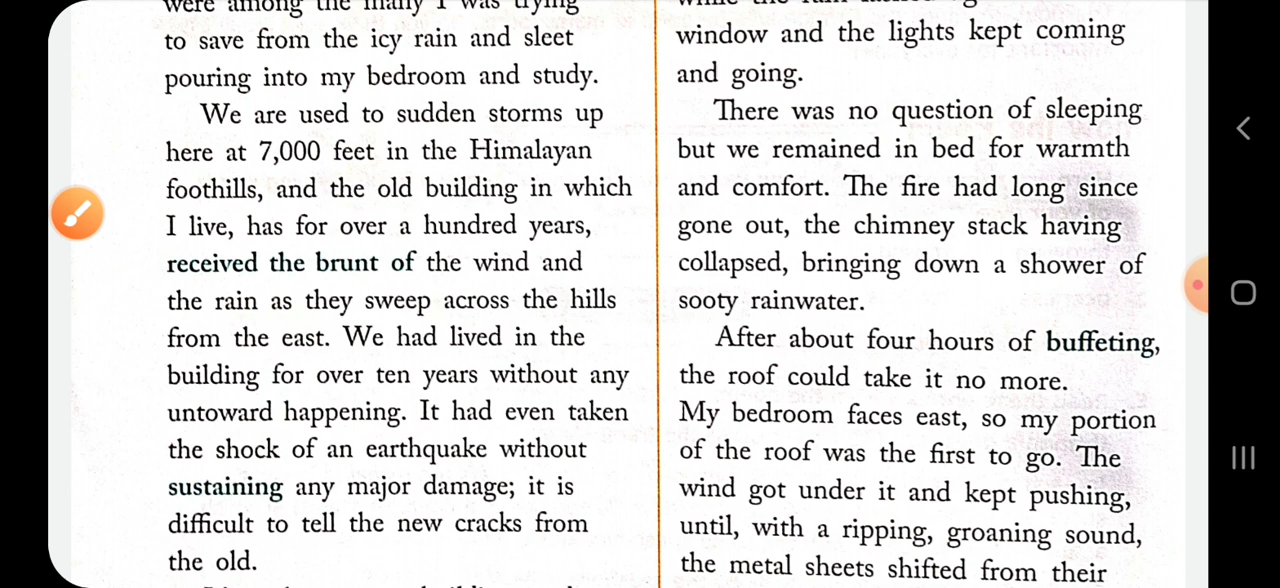 were among the many I was trying
to save from the icy rain and sleet
pouring into my bedroom and study.
We are used to sudden storms up
here at 7,000 feet in the Himalayan
foothills, and the old building in which
I live, has for over a hundred years,
received the brunt of the wind and
the rain as they sweep across the hills
from the east. We had lived in the
building for over ten years without any
untoward happening. It had even taken
the shock of an earthquake without
sustaining any major damage; it is
difficult to tell the new cracks from
the old.
window and the lights kept coming
and going.
There was no question of sleeping
but we remained in bed for warmth
and comfort. The fire had long since
gone out, the chimney stack having
collapsed, bringing down a shower of
sooty rainwater.
After about four hours of buffeting,
the roof could take it no more.
My bedroom faces east, so my portion
of the roof was the first to go. The
wind got under it and kept pushing,
until, with a ripping, groaning sound,
the metal sheets shifted from their